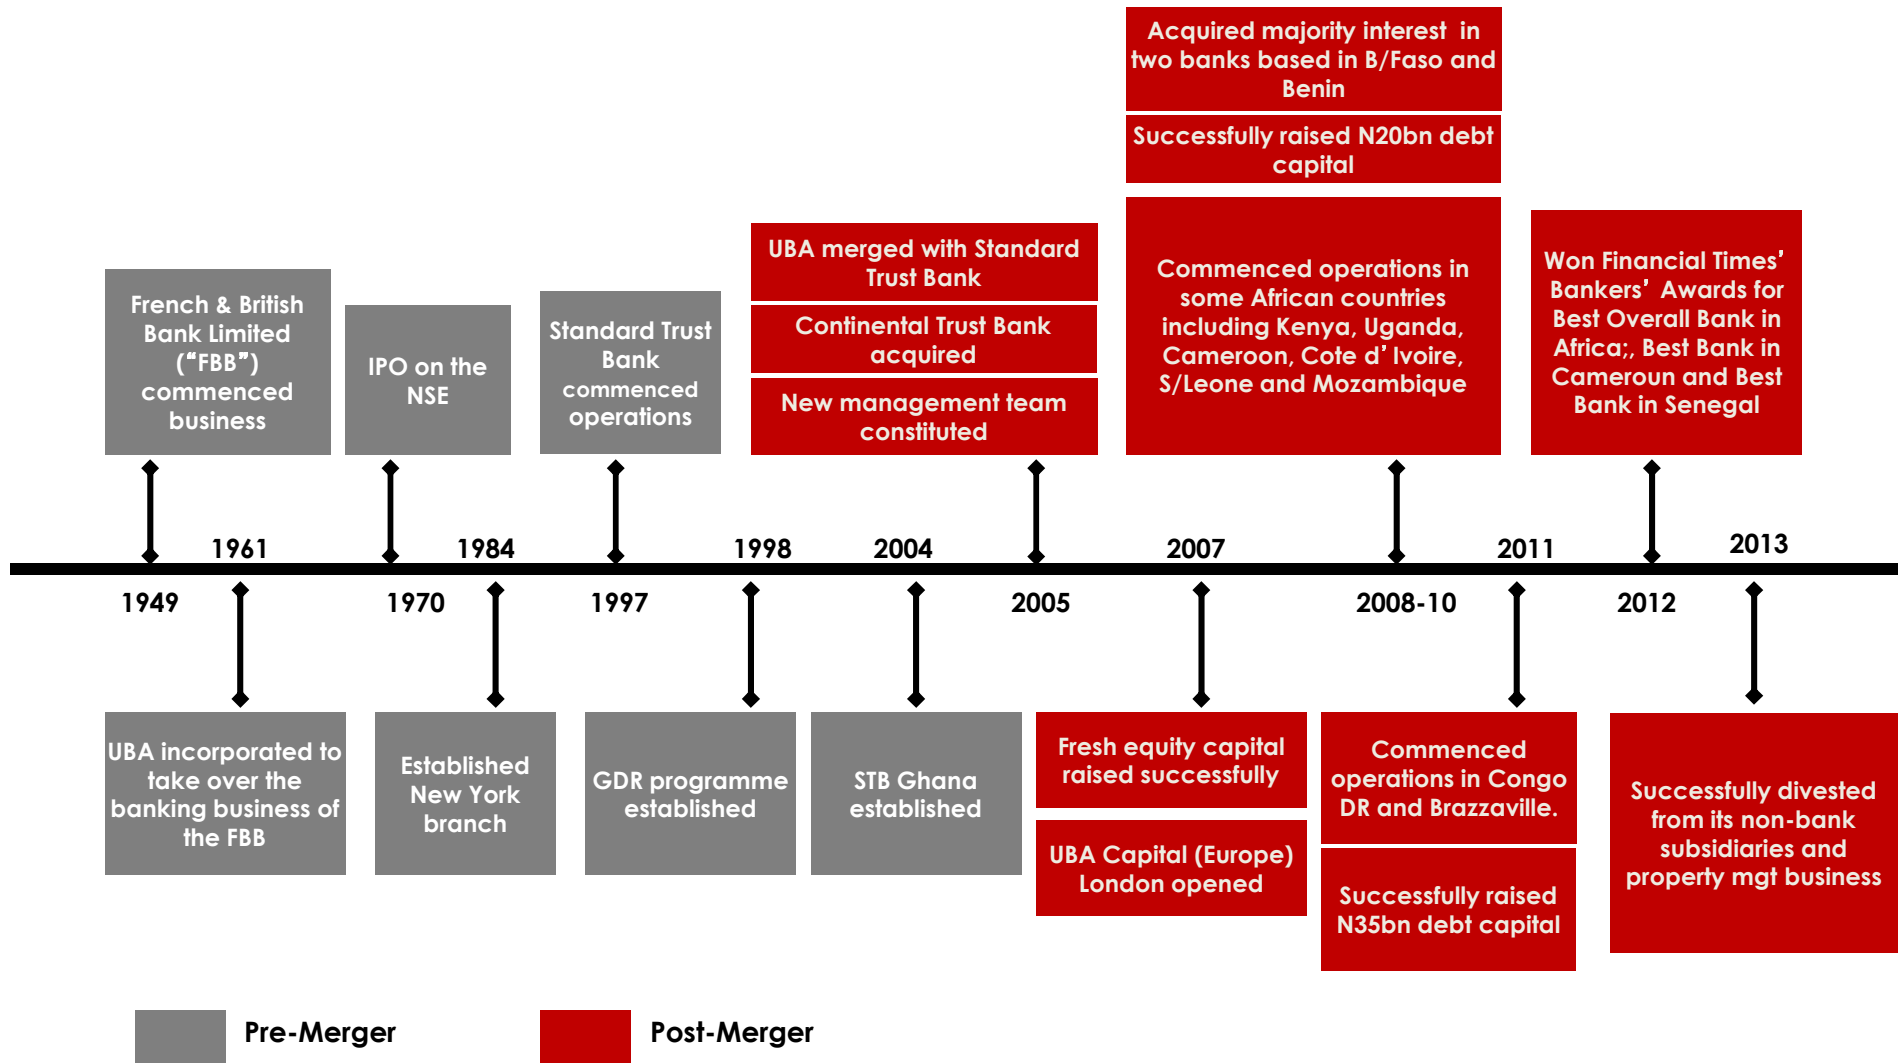 Acquired majority interest in
two banks based in B/Faso and
Benin
Successfully raised N20bn debt
capital
French & British
Bank Limited
(“FBB”)
commenced
business
IPO on the
NSE
Standard Trust
Bank
commenced
operations
UBA merged with Standard
Trust Bank
Continental Trust Bank
acquired
New management team
constituted
Commenced operations in
some African countries
including Kenya, Uganda,
Cameroon, Cote d’ Ivoire,
S/Leone and Mozambique
Won Financial Times’
Bankers’ Awards for
Best Overall Bank in
Africa;, Best Bank in
Cameroun and Best
Bank in Senegal
1961
1984
1998
2004
2007
2011
2013
1949
1970
1997
2005
2008-10
2012
UBA incorporated to
take over the
banking business of
the FBB
Established
New York
branch
GDR programme
established
STB Ghana
established
Fresh equity capital
raised successfully
UBA Capital (Europe)
London opened
Commenced
operations in Congo
DR and Brazzaville.
Successfully raised
N35bn debt capital
Successfully divested
from its non-bank
subsidiaries and
property mgt business
Pre-Merger
Post-Merger